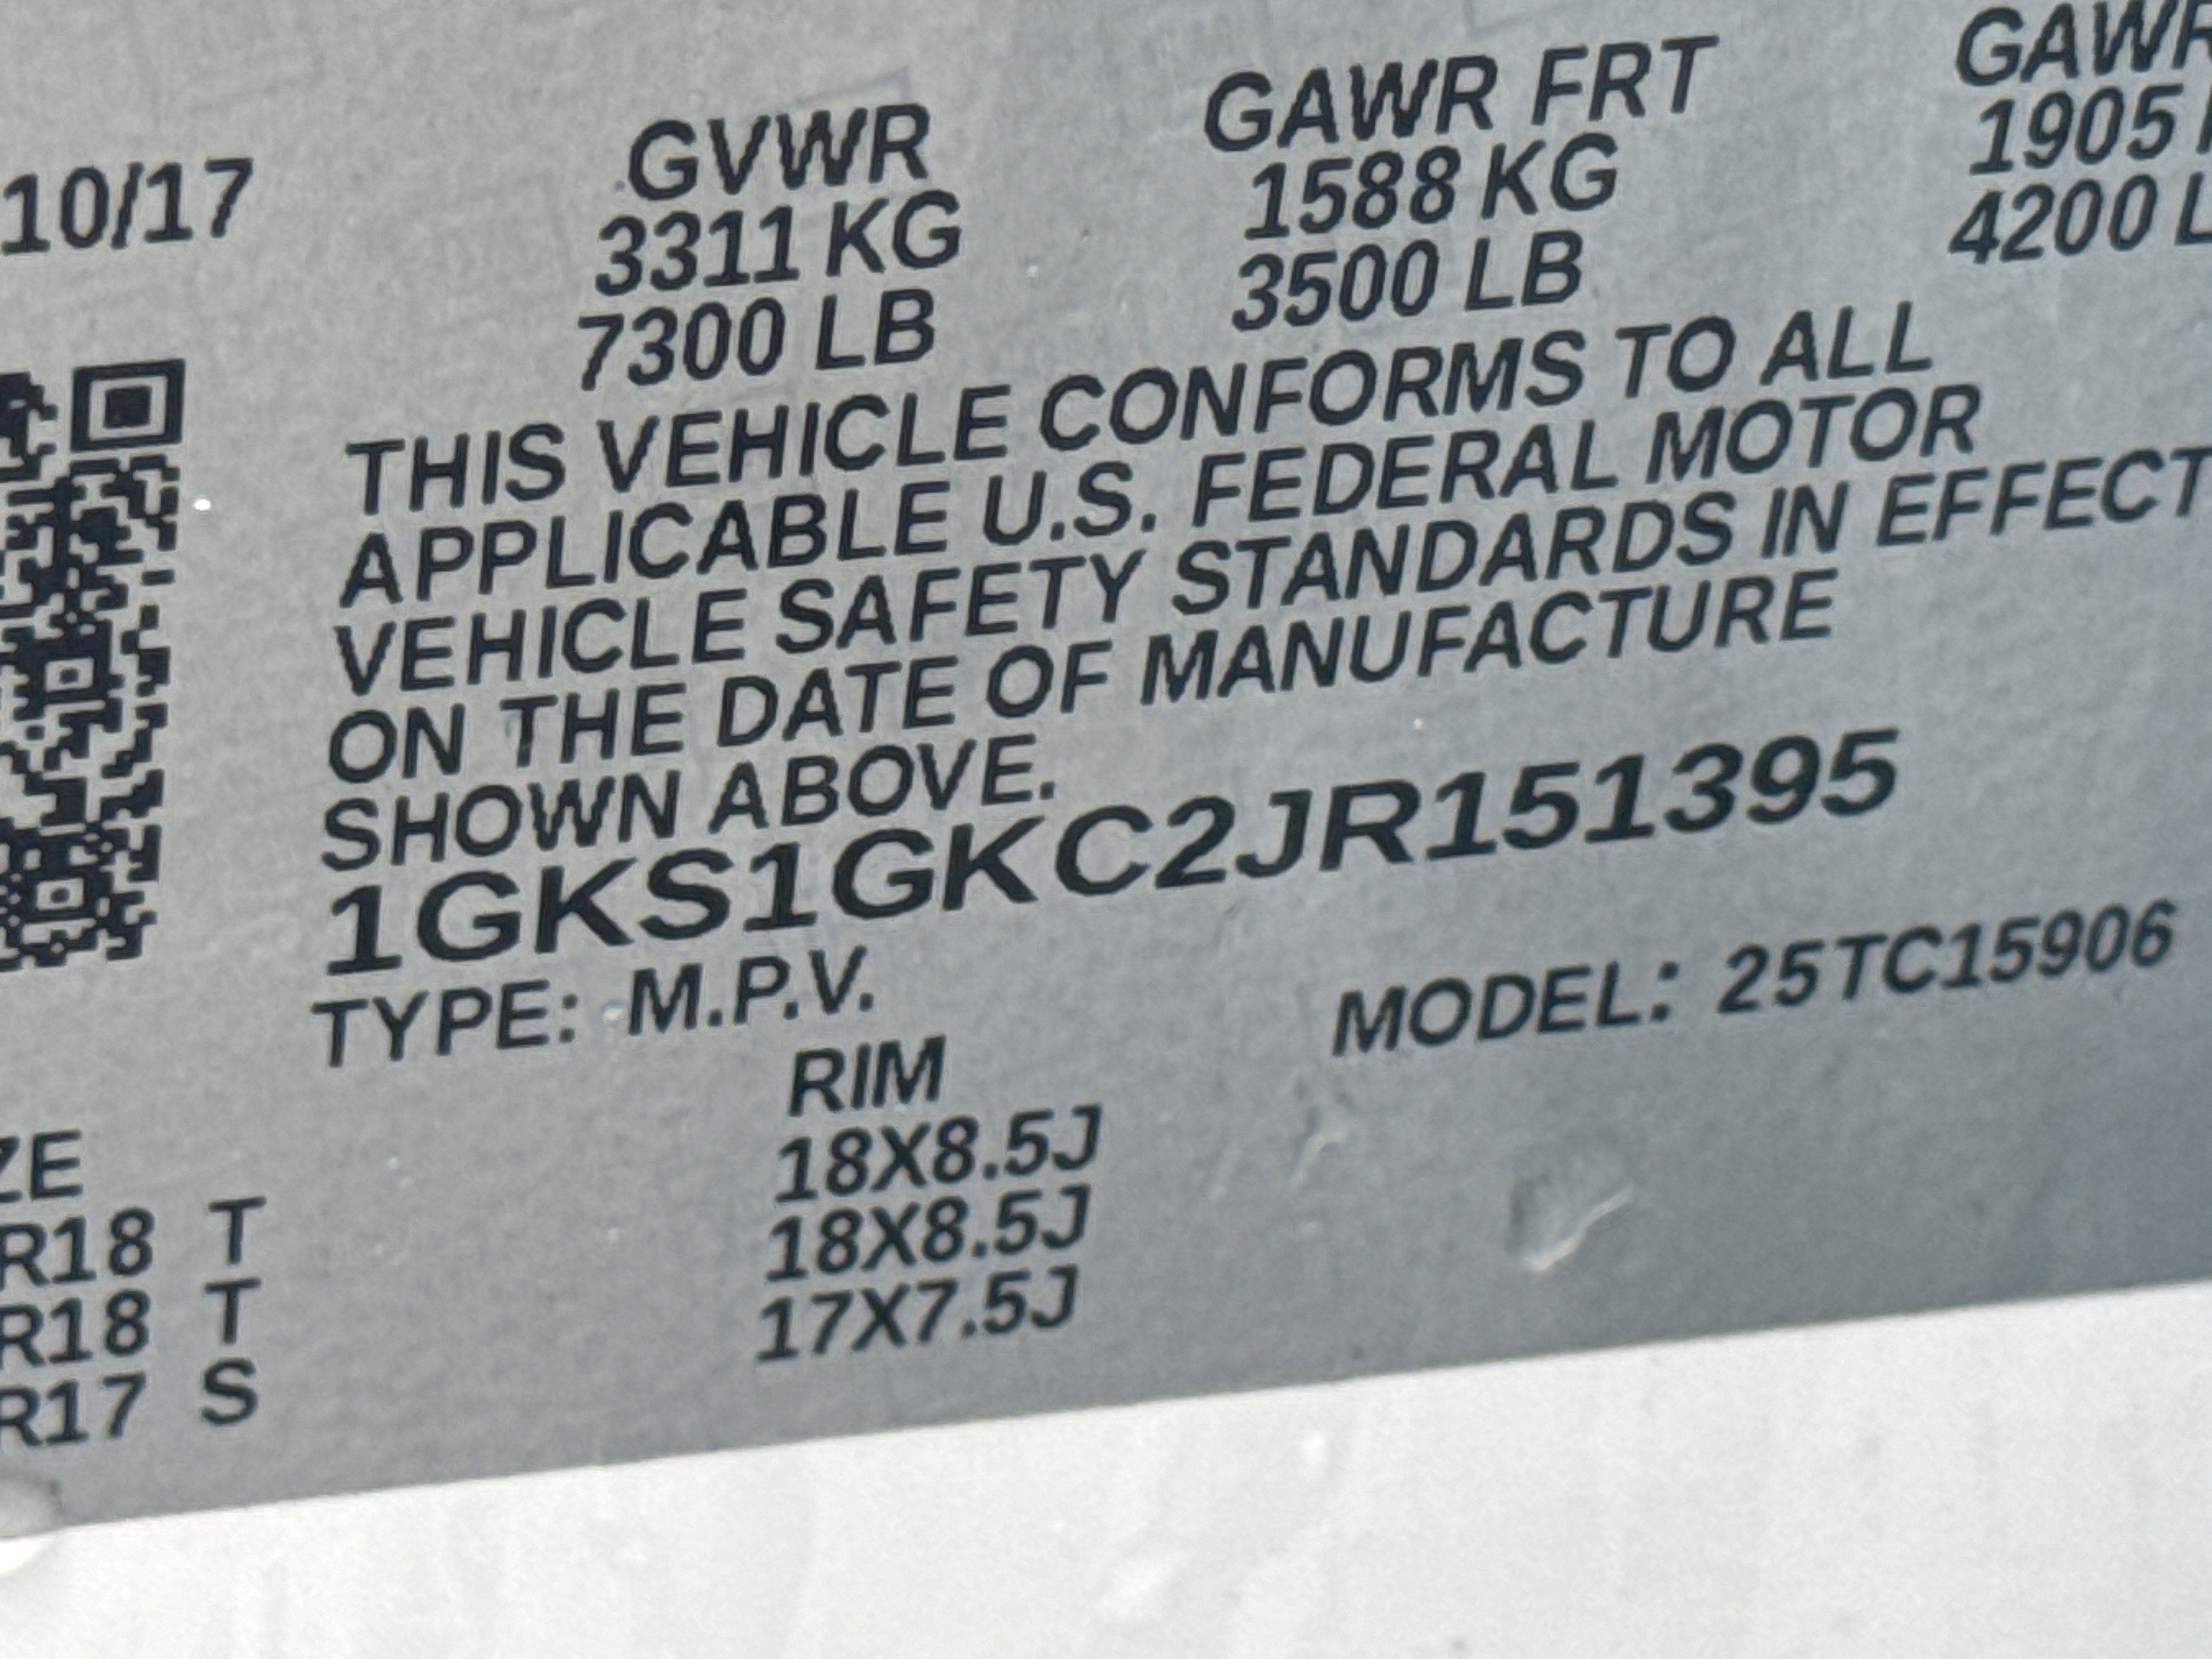 10/17
GVWR
3311 KG
7300 LB
GAWR FRT
1588 KG
3500 LB
GAWR
1905
4200
THIS VEHICLE CONFORMS TO ALL
APPLICABLE U.S. FEDERAL MOTOR
VEHICLE SAFETY STANDARDS IN EFFECT
ON THE DATE OF MANUFACTURE
SHOWN ABOVE.
1GKS1GKC2JR151395
TYPE: M.P.V.
MODEL: 25TC15906
RIM
R18 T 18X8.5J
R18 T 18X8.5J
R17 S 17X7.5J